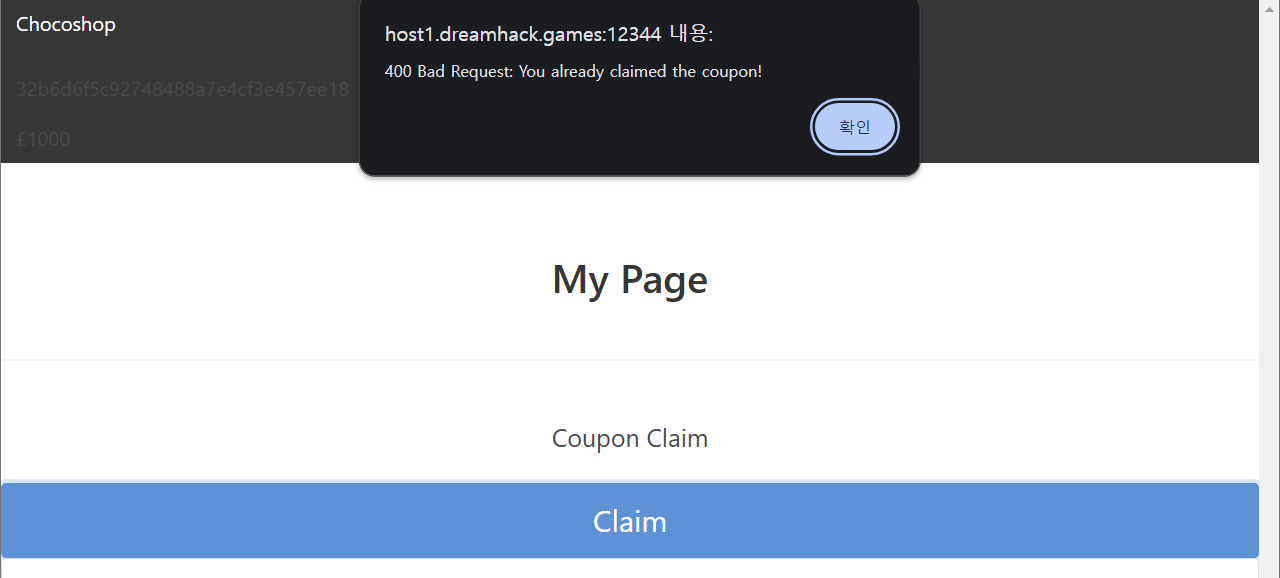 Chocoshop
host1.dreamhack.games:12344 내용:
400 Bad Request: You already claimed the coupon!
확인
32b6d6f5c92748488a7e4cf3e457ee18
£1000
My Page
Coupon Claim
Claim